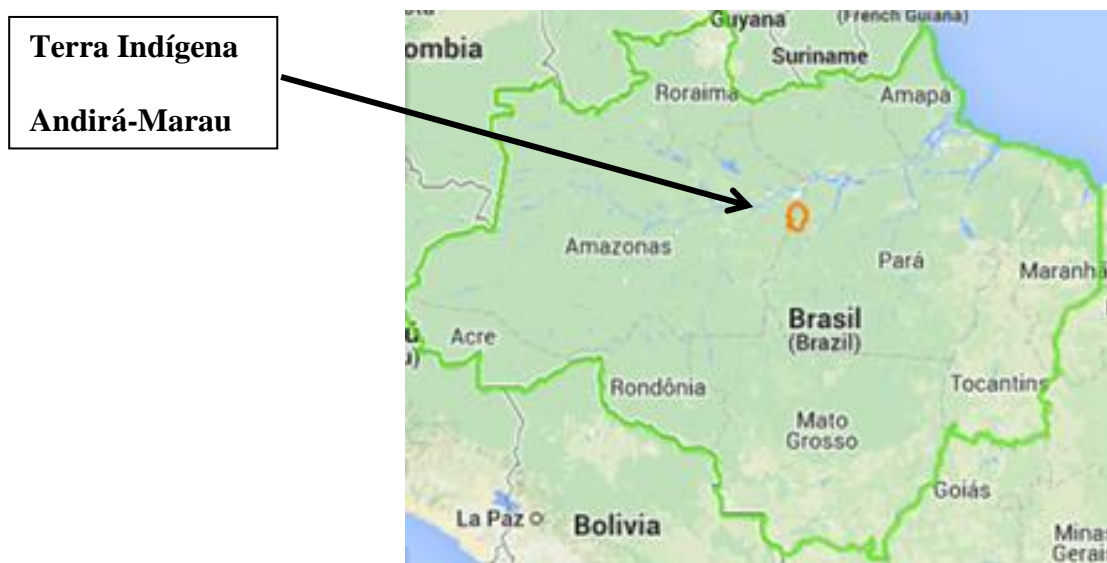 Terra Indígena
Andirá-Marau
Guyana
(French Guiana)
ombia
Suriname
Roraima
Amapa
Amazonas
Pará
Maranhã
Brasil
(Brazil)
Acre
Rondônia
Tocantins
Mato
Grosso
Goiás
La Paz
Bolivia
Minas
Gerais